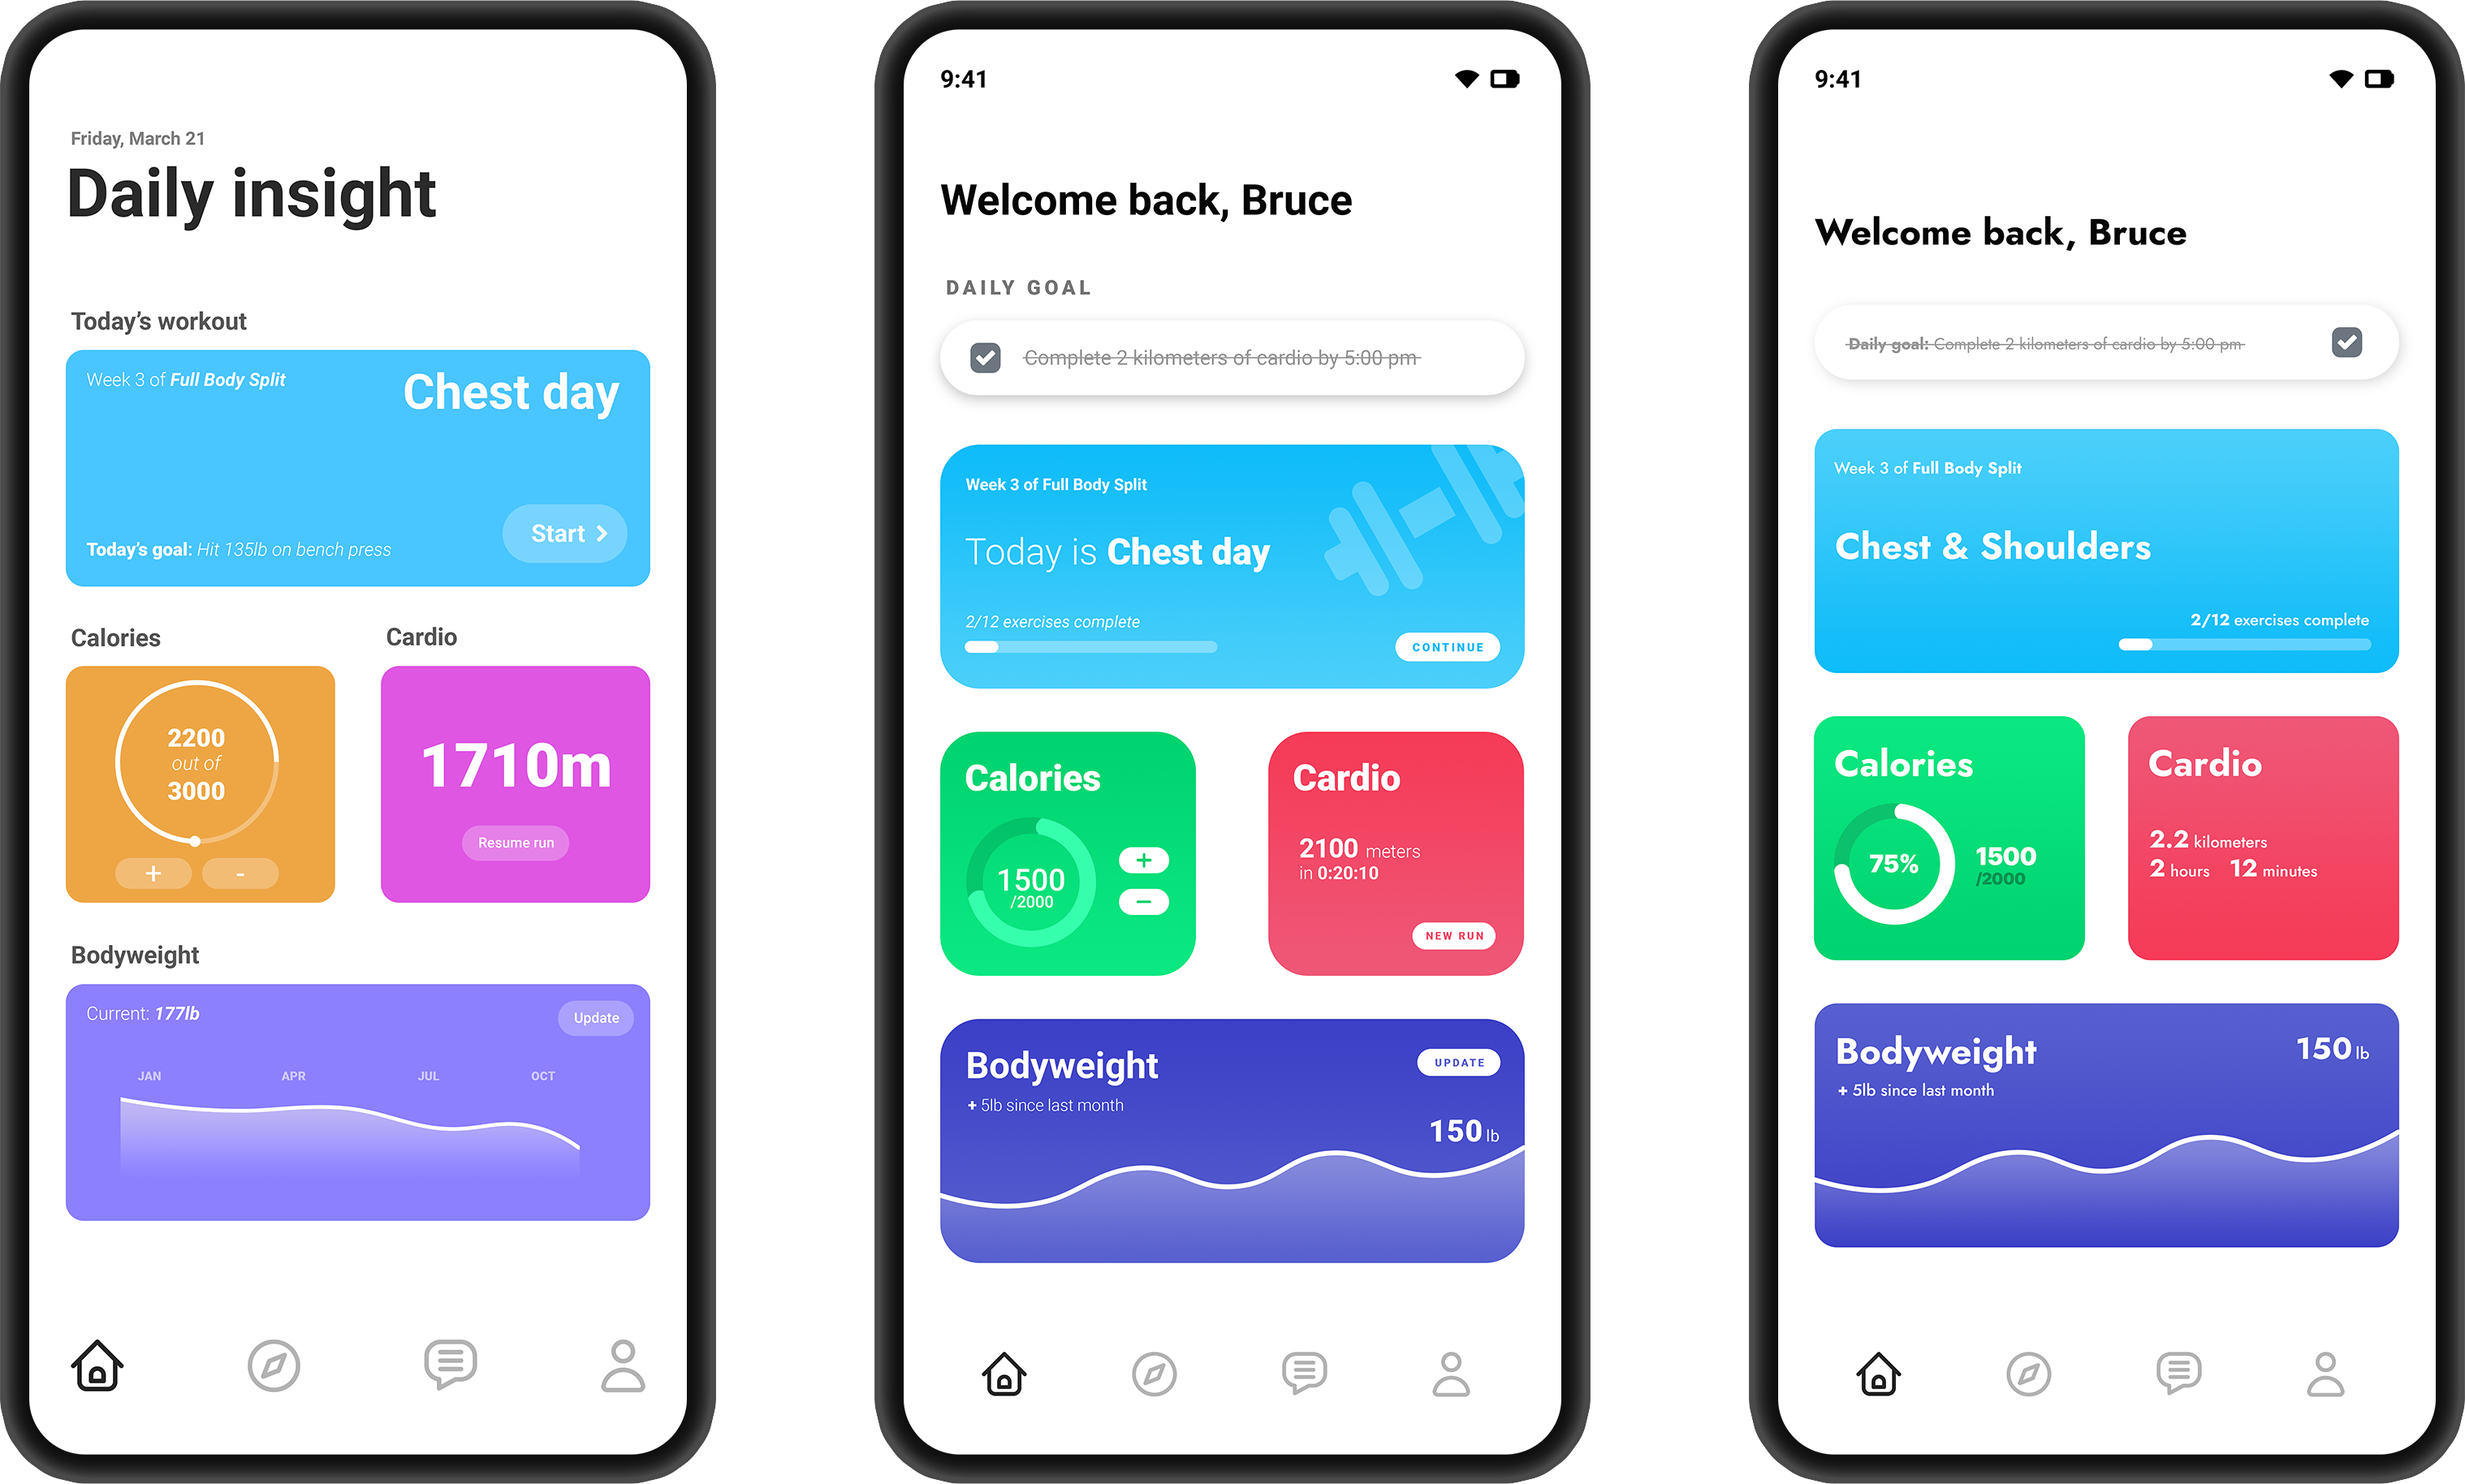 Friday, March 21
Daily insight
Today's workout
Week 3 of Full Body Split
Chest day
Today's goal: Hit 135lb on bench press
Start
Calories
Cardio
2200
out of
3000
+
-
1710m
Resume run
Bodyweight
Current: 177lb
Update
JAN APR JUL OCT
9:41
Welcome back, Bruce
DAILY GOAL
Complete 2 kilometers of cardio by 5:00 pm
Week 3 of Full Body Split
Today is Chest day
2/12 exercises complete
CONTINUE
Calories
1500
/2000
+
−
Cardio
2100 meters
in 0:20:10
NEW RUN
Bodyweight
UPDATE
+ 5lb since last month
150 lb
9:41
Welcome back, Bruce
Daily goal: Complete 2 kilometers of cardio by 5:00 pm
Week 3 of Full Body Split
Chest & Shoulders
2/12 exercises complete
Calories
75%
1500
/2000
Cardio
2.2 kilometers
2 hours 12 minutes
Bodyweight
150 lb
+ 5lb since last month